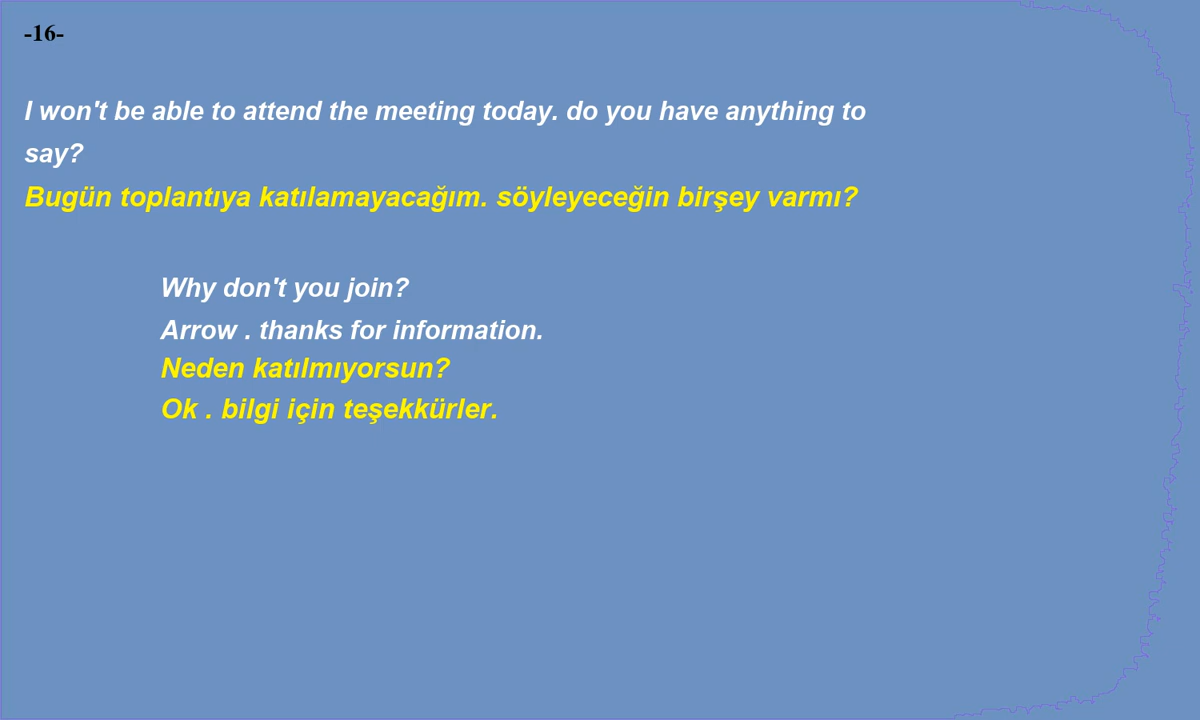 -16-
I won't be able to attend the meeting today. do you have anything to
say?
Bugün toplantıya katılamayacağım. söyleyeceğin birşey varmı?
Why don't you join?
Arrow . thanks for information.
Neden katılmıyorsun?
Ok . bilgi için teşekkürler.